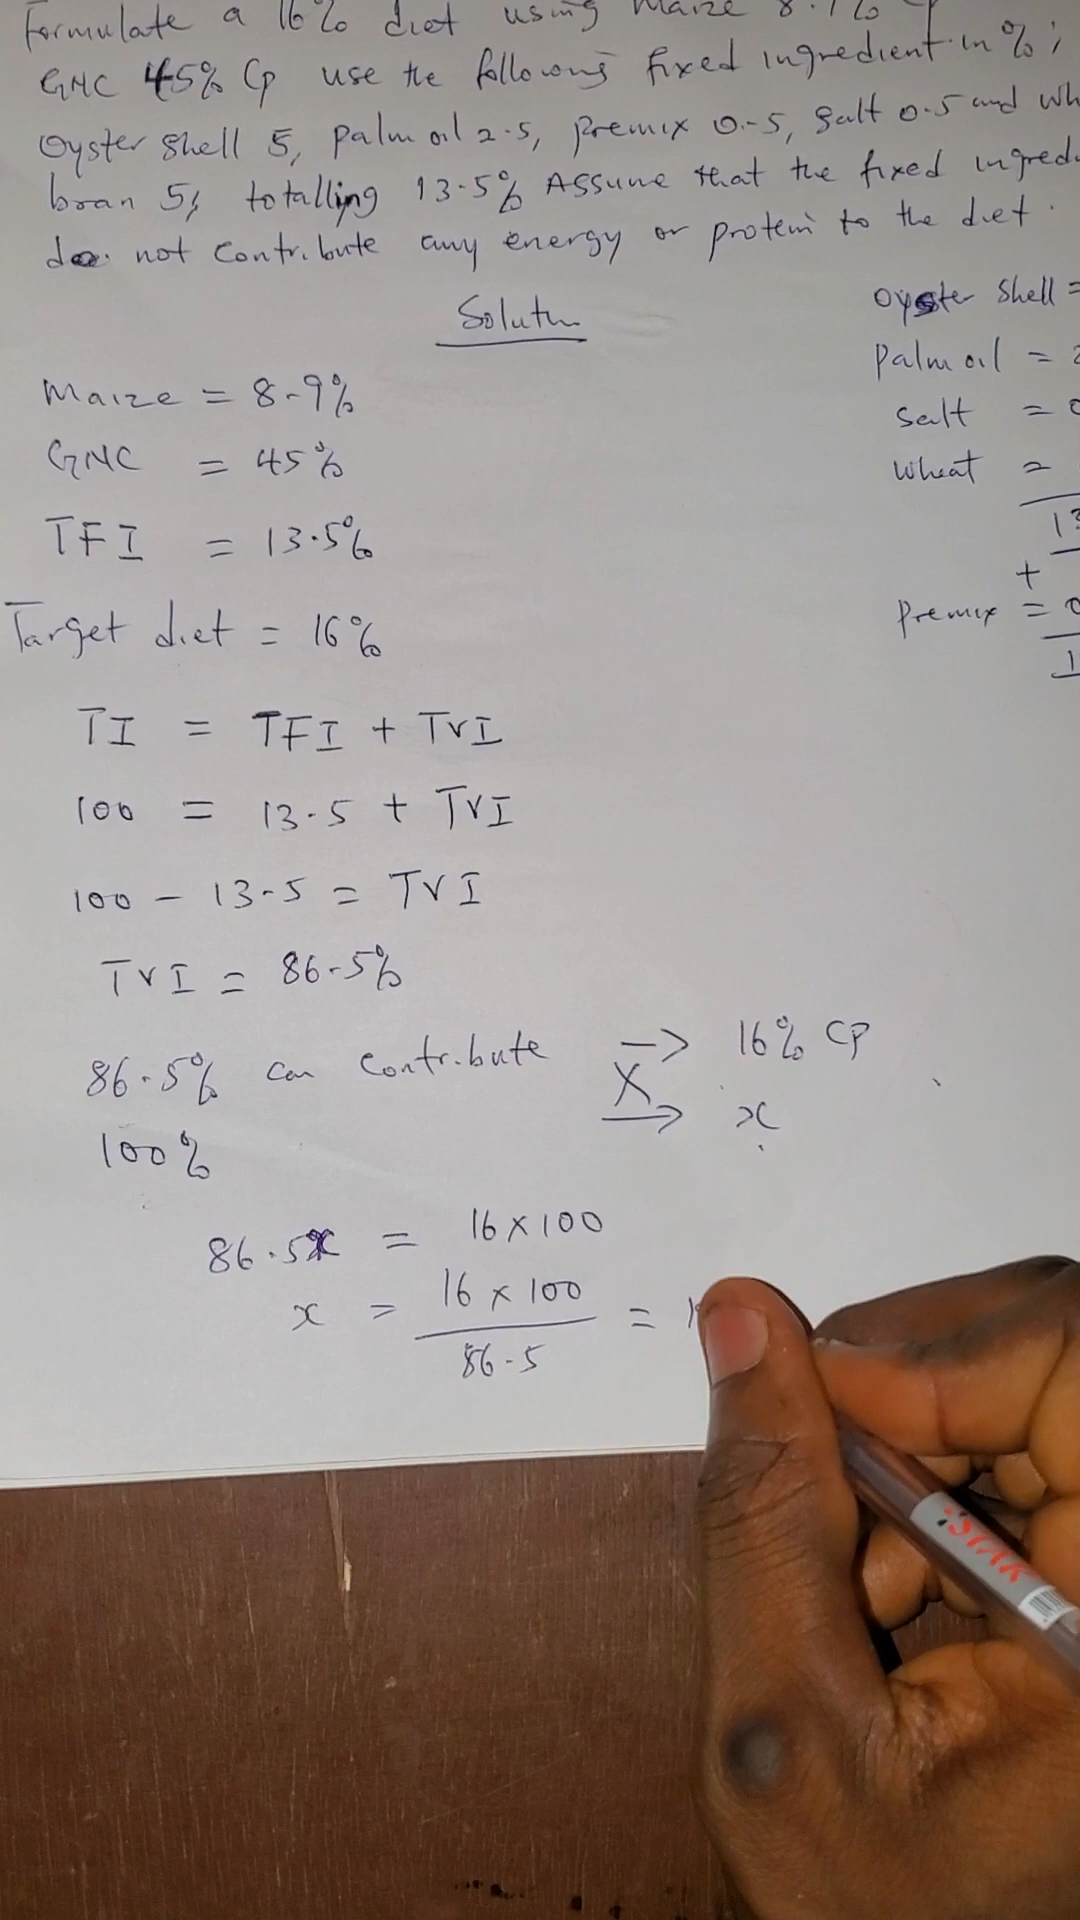 Formulate a 16% diet using Maize
GNC 45% Cp use the following fixed ingredient in %;
Oyster Shell 5, palm oil 2.5, premix 0.5, Salt 0.5 and
bran 5, totalling 13.5% Assume that the fixed
do not contribute any energy or protein to the diet.
Oyster Shell =
Palm oil =
Salt =
Wheat =
+
Premix =
Maize = 8.9%
GNC = 45%
TFI = 13.5%
Target diet = 16%
TI = TFI + TVI
100 = 13.5 + TVI
100 - 13.5 = TVI
TVI = 86.5%
86.5% can contribute → 16% CP
X
100% → x
86.5x = 16 x 100
x = 16 x 100 =
86.5
STAR